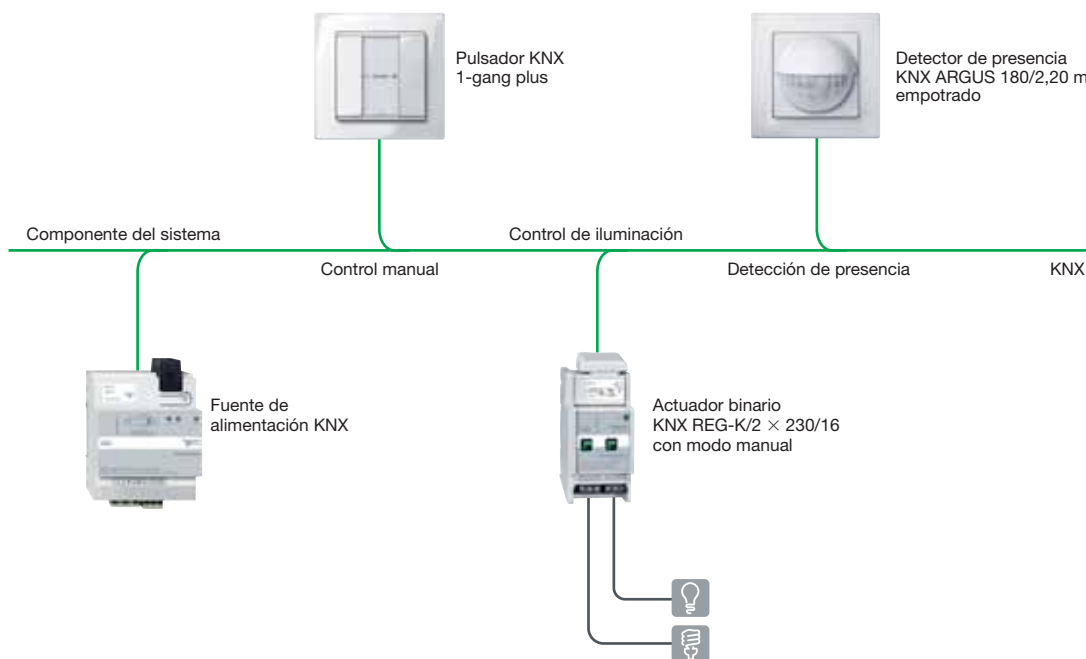 Pulsador KNX
1-gang plus
Detector de presencia
KNX ARGUS 180/2,20 m
empotrado
Componente del sistema
Control de iluminación
Control manual
Detección de presencia
KNX
Fuente de
alimentación KNX
Actuador binario
KNX REG-K/2 × 230/16
con modo manual